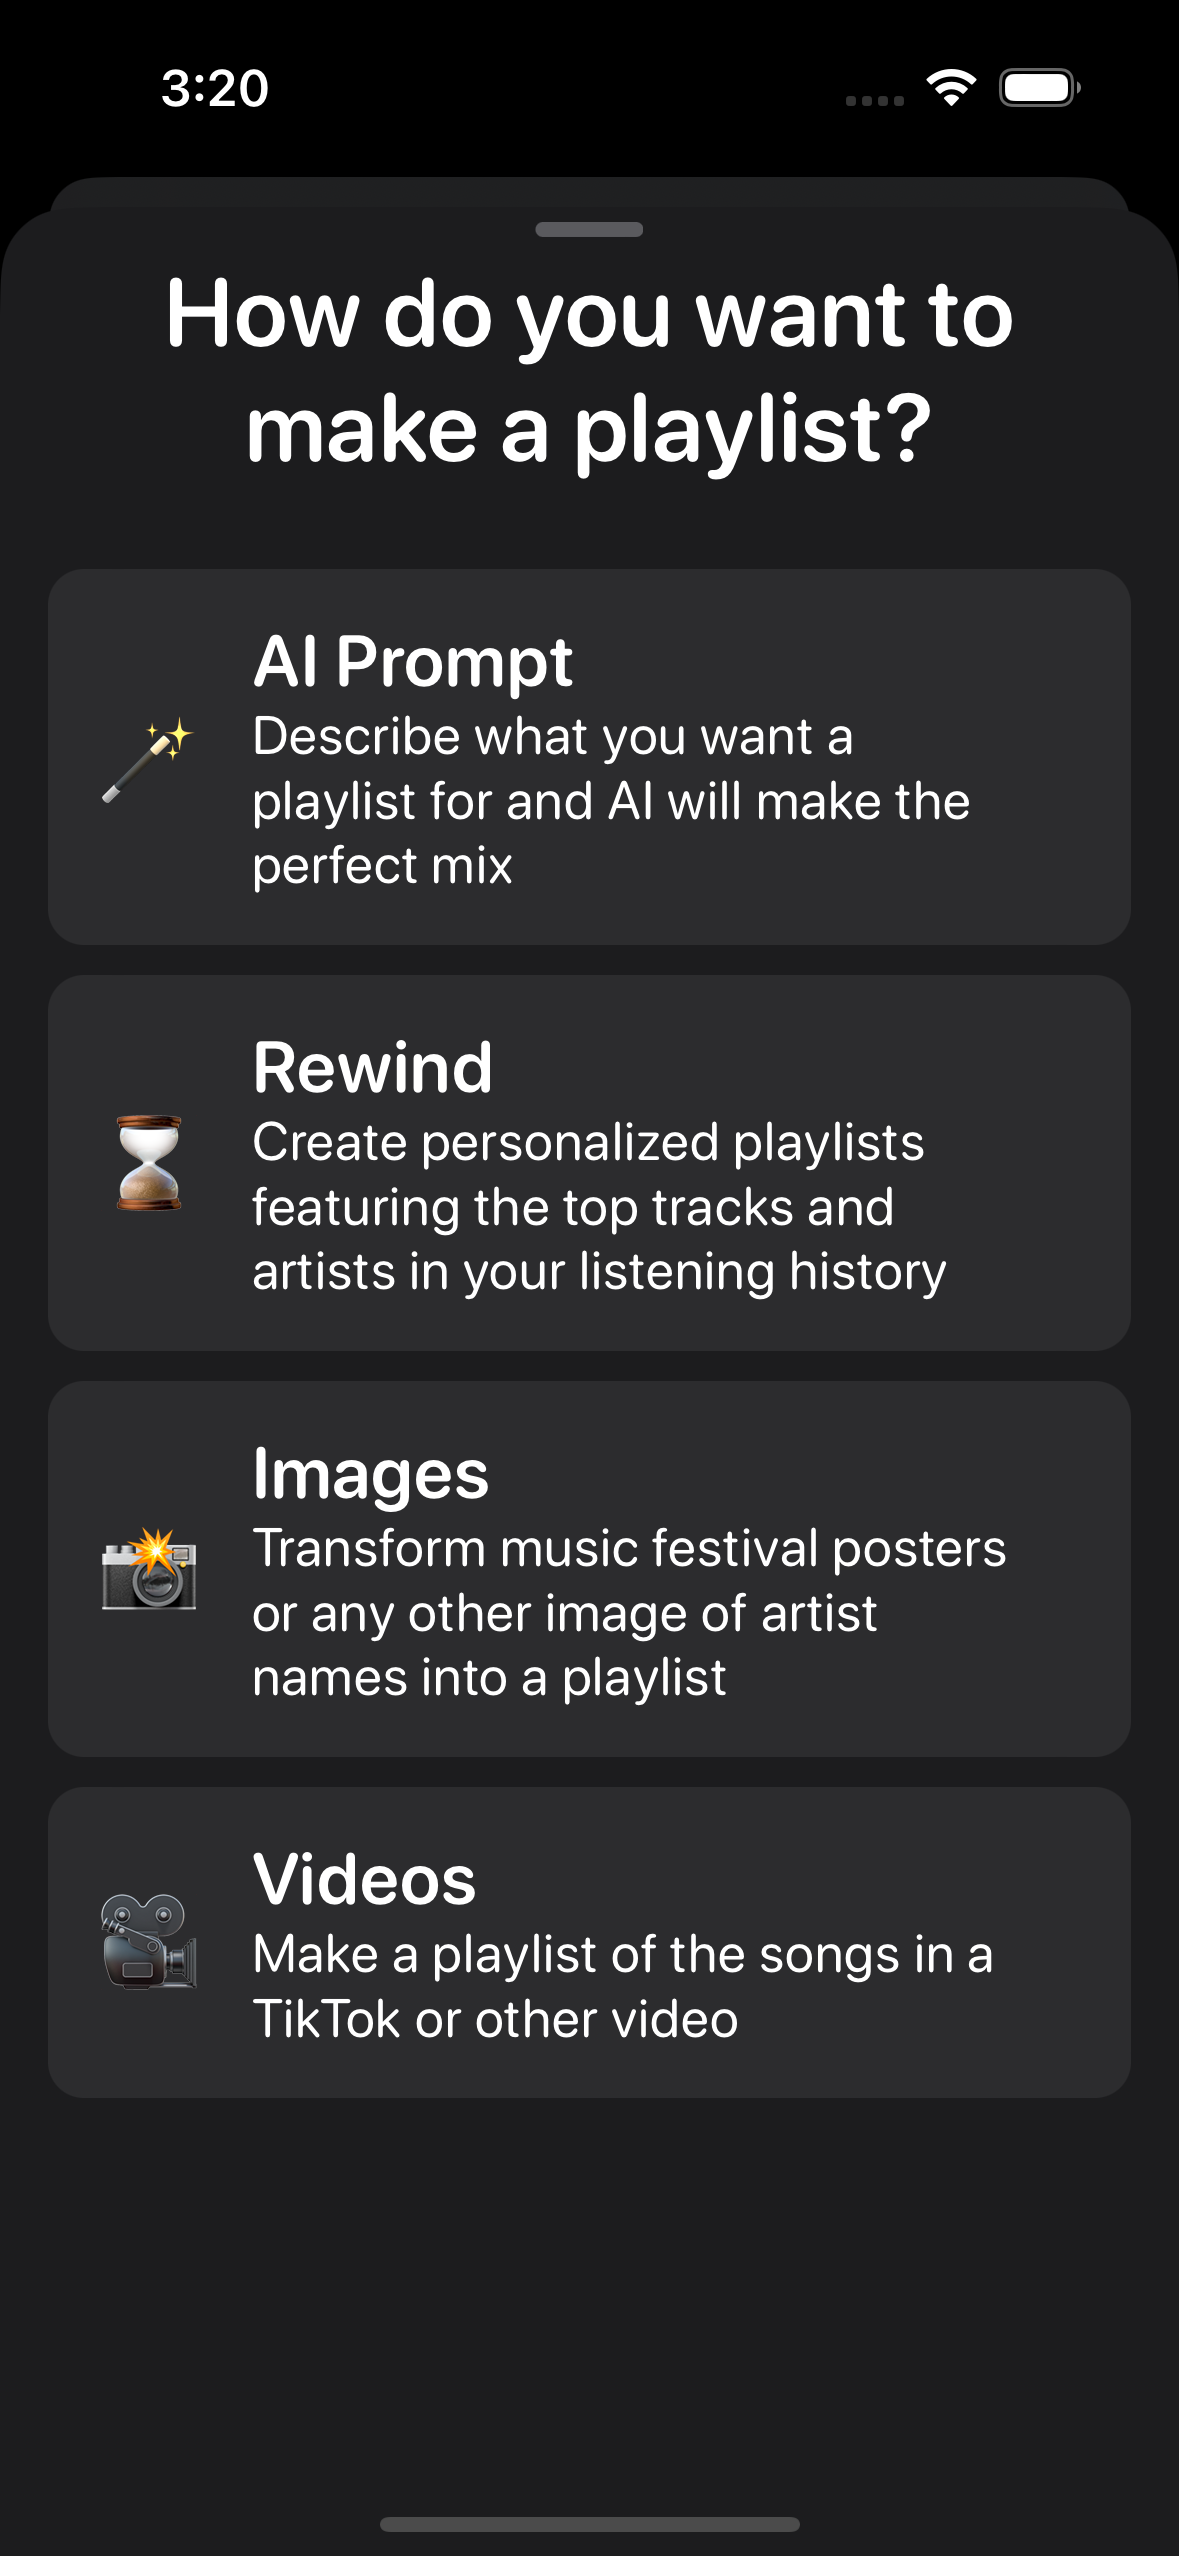 3:20
How do you want to
make a playlist?
AI Prompt
Describe what you want a
playlist for and AI will make the
perfect mix
Rewind
Create personalized playlists
featuring the top tracks and
artists in your listening history
Images
Transform music festival posters
or any other image of artist
names into a playlist
Videos
Make a playlist of the songs in a
TikTok or other video